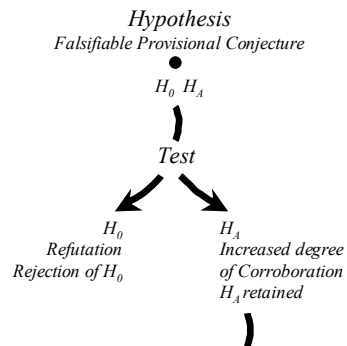 Hypothesis
Falsifiable Provisional Conjecture
H0 HA
Test
H0
Refutation
Rejection of H0
HA
Increased degree
of Corroboration
HA retained